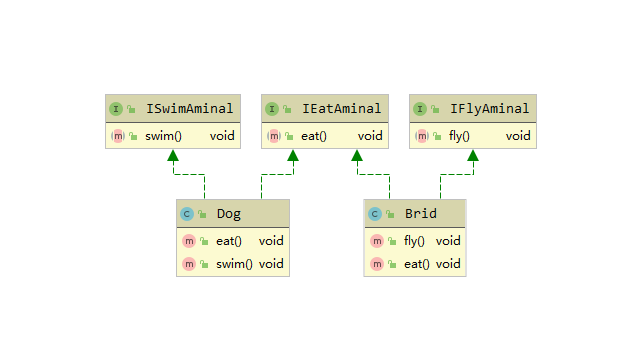 I ISwimAminal
m swim() void
I IEatAminal
m eat() void
I IFlyAminal
m fly() void
C Dog
m eat() void
m swim() void
C Brid
m fly() void
m eat() void